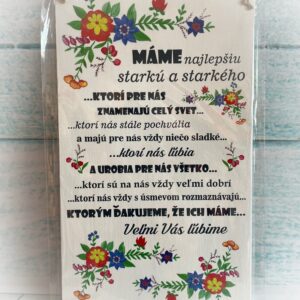 MÁME najlepšiu
starkú a starkého
...KTORÍ PRE NÁS
ZNAMENAJÚ CELÝ SVET...
...ktorí nás stále pochvália
a majú pre nás vždy niečo sladké...
...ktorí nás ľúbia
A UROBIA PRE NÁS VŠETKO...
...ktorí sú na nás vždy veľmi dobrí
...ktorí nás vždy s úsmevom rozmaznávajú...
KTORÝM ĎAKUJEME, ŽE ICH MÁME...
Veľmi Vás ľúbime